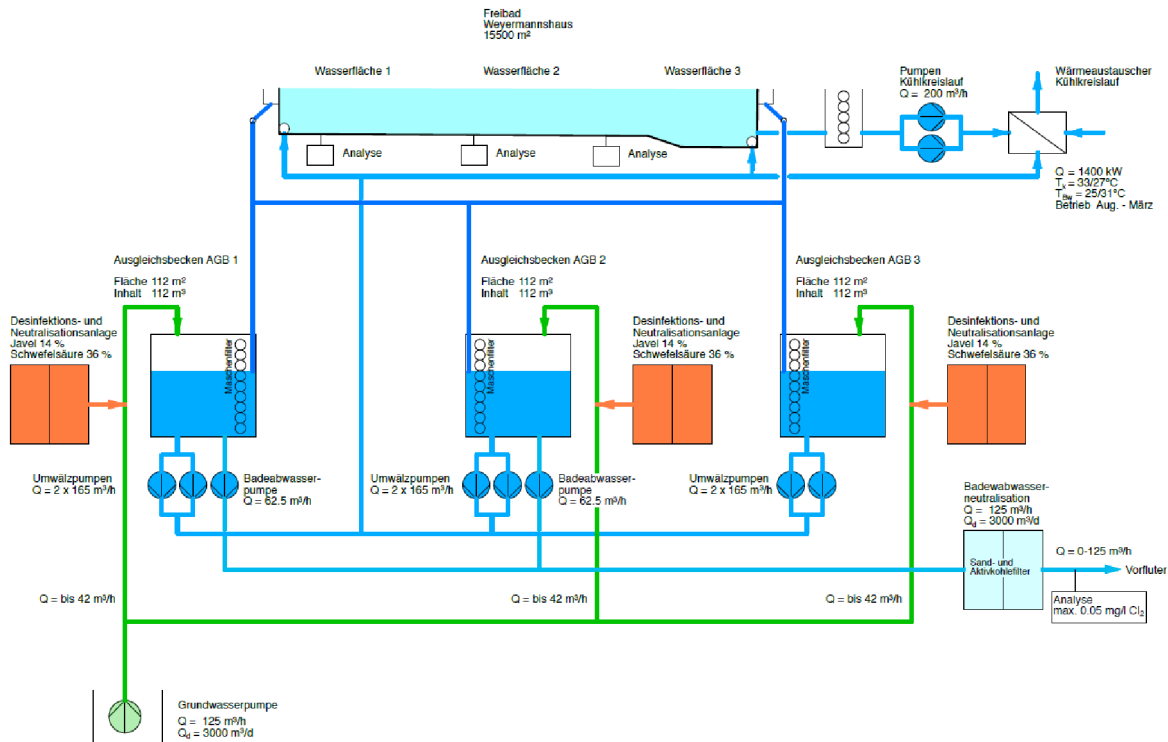 Freibad
Weyermannshaus
15500 m²
Wasserfläche 1
Wasserfläche 2
Wasserfläche 3
Pumpen
Kühlkreislauf
Q = 200 m³/h
Wärmeaustauscher
Kühlkreislauf
Analyse
Analyse
Analyse
Q = 1400 kW
Tₖ = 33/27°C
T_Bw = 25/31°C
Betrieb Aug. - März
Ausgleichsbecken AGB 1
Fläche 112 m²
Inhalt 112 m³
Ausgleichsbecken AGB 2
Fläche 112 m²
Inhalt 112 m³
Ausgleichsbecken AGB 3
Fläche 112 m²
Inhalt 112 m³
Desinfektions- und
Neutralisationsanlage
Javel 14 %
Schwefelsäure 36 %
Desinfektions- und
Neutralisationsanlage
Javel 14 %
Schwefelsäure 36 %
Desinfektions- und
Neutralisationsanlage
Javel 14 %
Schwefelsäure 36 %
Maschenfilter
Maschenfilter
Maschenfilter
Umwälzpumpen
Q = 2 x 165 m³/h
Badeabwasser-
pumpe
Q = 62.5 m³/h
Umwälzpumpen
Q = 2 x 165 m³/h
Badeabwasser-
pumpe
Q = 62.5 m³/h
Umwälzpumpen
Q = 2 x 165 m³/h
Badewabwasser-
neutralisation
Q = 125 m³/h
Q_d = 3000 m³/d
Sand- und
Aktivkohlefilter
Q = 0-125 m³/h
Vorfluter
Analyse
max. 0.05 mg/l Cl₂
Q = bis 42 m³/h
Q = bis 42 m³/h
Q = bis 42 m³/h
Grundwasserpumpe
Q = 125 m³/h
Q_d = 3000 m³/d